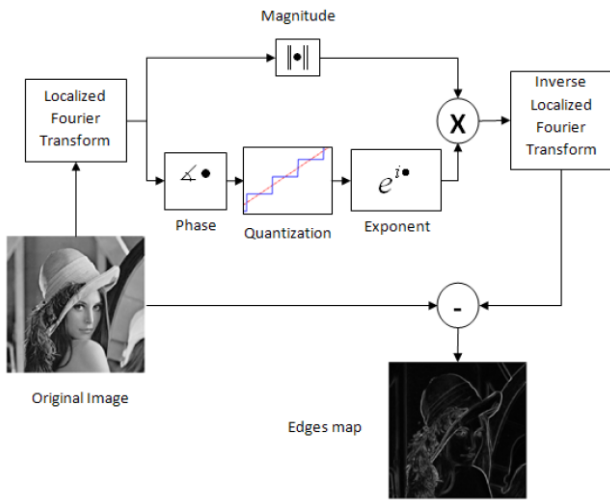 Magnitude
‖•‖
Localized
Fourier
Transform
X
Inverse
Localized
Fourier
Transform
∡•
e^{i•}
Phase
Quantization
Exponent
-
Original Image
Edges map